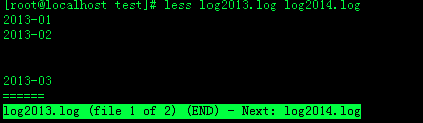 [root@localhost test]# less log2013.log log2014.log
2013-01
2013-02
2013-03
======
log2013.log (file 1 of 2) (END) - Next: log2014.log